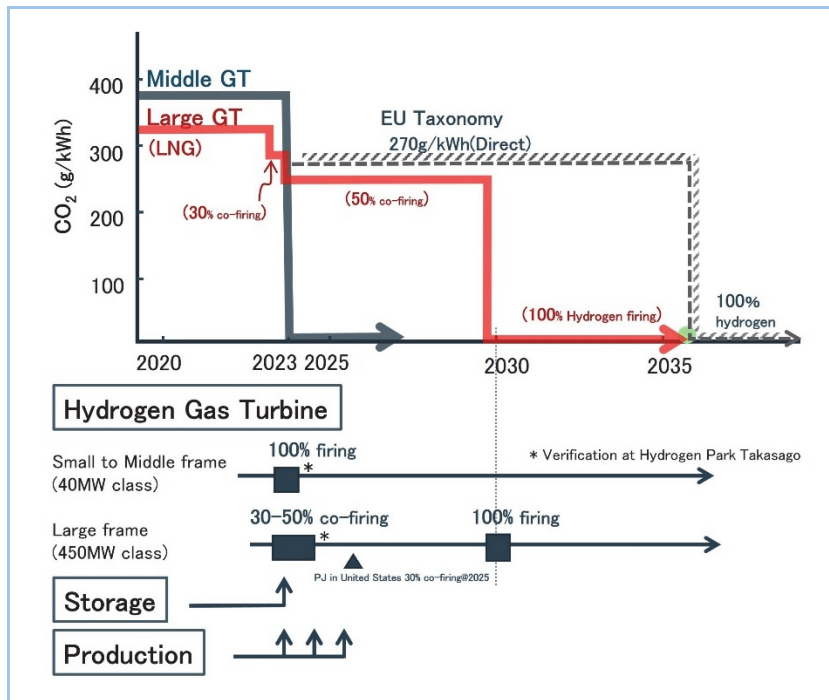 CO2 (g/kWh)
400
300
200
100
Middle GT
Large GT
(LNG)
EU Taxonomy
270g/kWh(Direct)
(30% co-firing)
(50% co-firing)
(100% Hydrogen firing)
100%
hydrogen
2020
2023 2025
2030
2035
Hydrogen Gas Turbine
Small to Middle frame
(40MW class)
100% firing
*
* Verification at Hydrogen Park Takasago
Large frame
(450MW class)
30-50% co-firing
*
100% firing
PJ in United States 30% co-firing@2025
Storage
Production